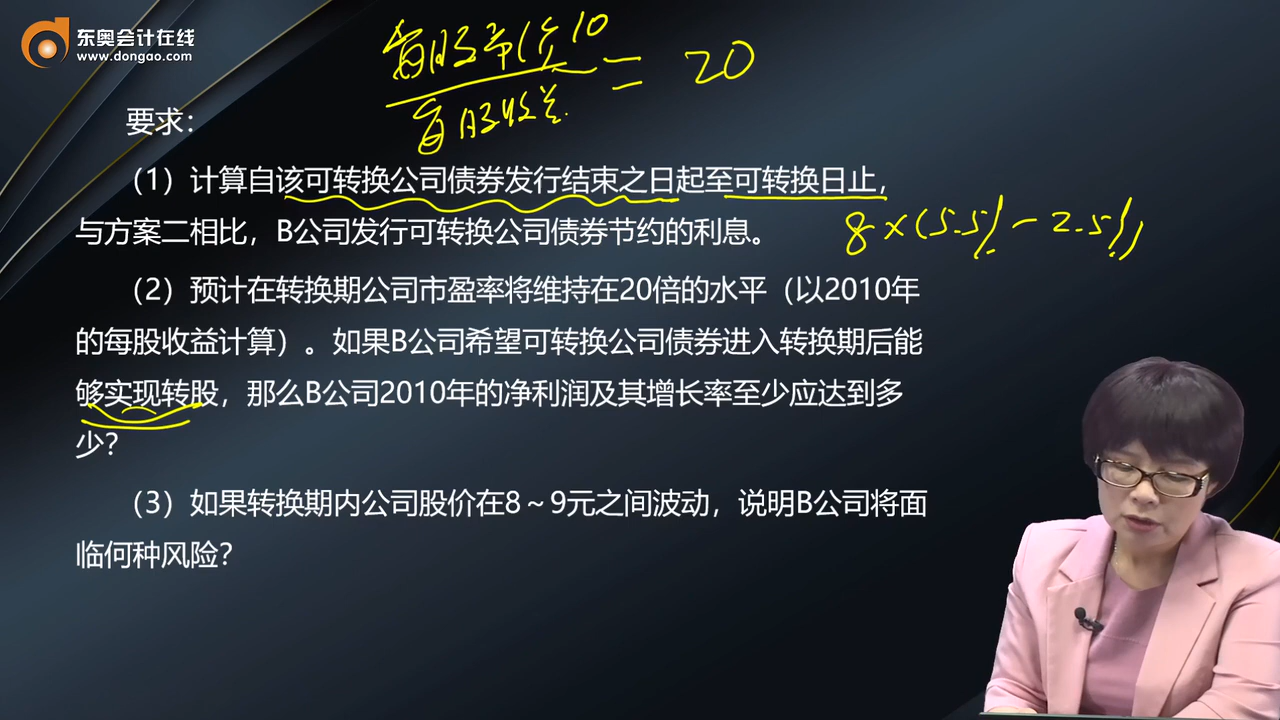 东奥会计在线
www.dongao.com
每股市价10
每股收益
= 20
要求：
（1）计算自该可转换公司债券发行结束之日起至可转换日止，
与方案二相比，B公司发行可转换公司债券节约的利息。
8×(5.5%-2.5%)
（2）预计在转换期公司市盈率将维持在20倍的水平（以2010年
的每股收益计算）。如果B公司希望可转换公司债券进入转换期后能
够实现转股，那么B公司2010年的净利润及其增长率至少应达到多
少？
（3）如果转换期内公司股价在8～9元之间波动，说明B公司将面
临何种风险？